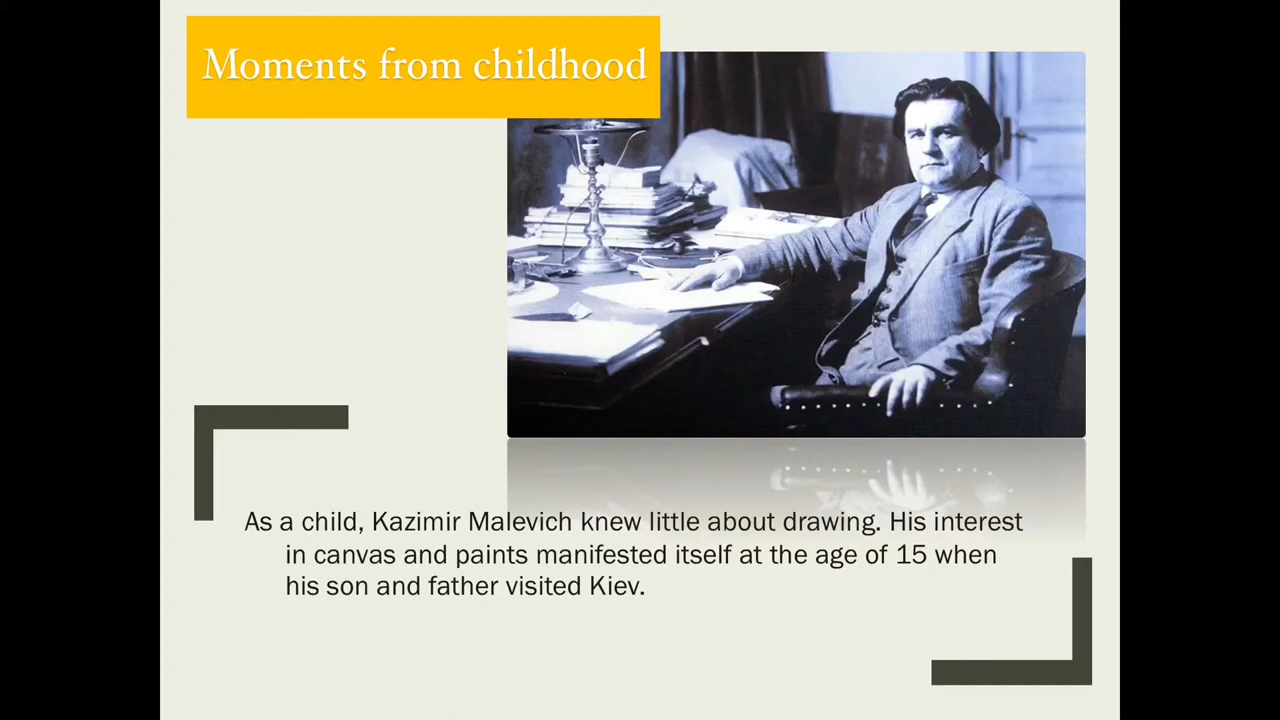 Moments from childhood
As a child, Kazimir Malevich knew little about drawing. His interest
in canvas and paints manifested itself at the age of 15 when
his son and father visited Kiev.